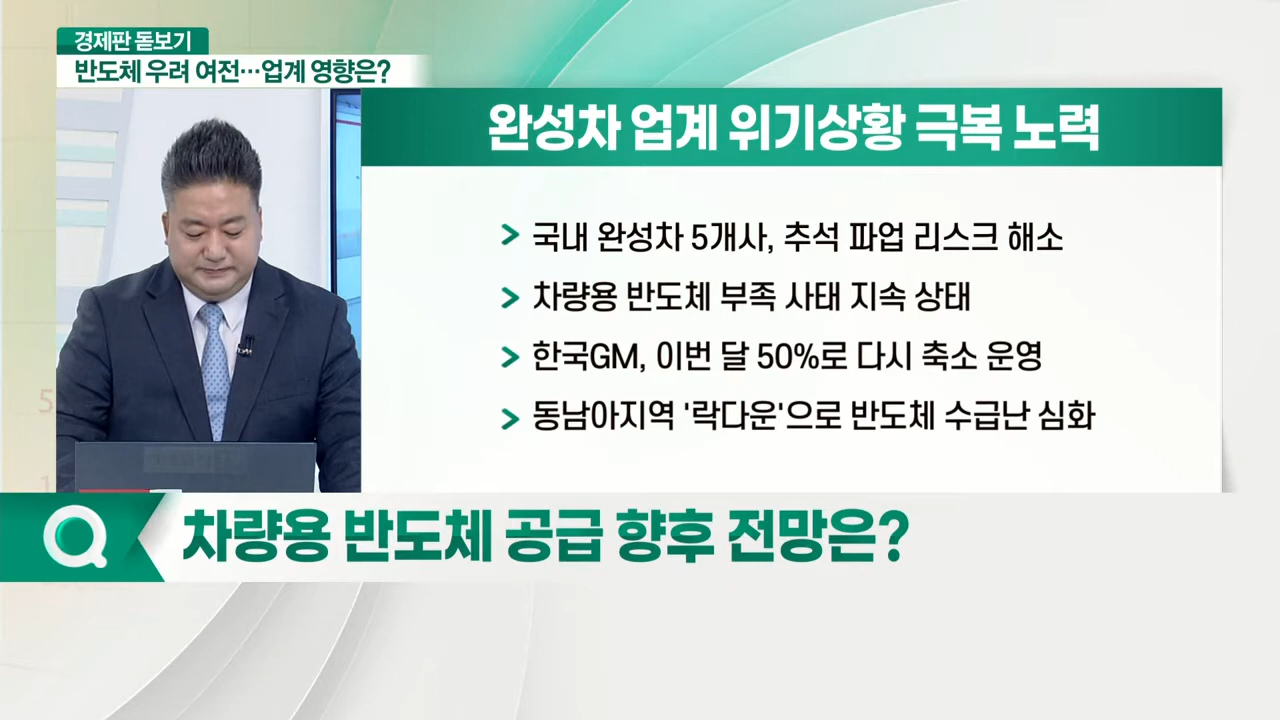 경제판 돋보기
반도체 우려 여전…업계 영향은?
완성차 업계 위기상황 극복 노력
> 국내 완성차 5개사, 추석 파업 리스크 해소
> 차량용 반도체 부족 사태 지속 상태
> 한국GM, 이번 달 50%로 다시 축소 운영
> 동남아지역 '락다운'으로 반도체 수급난 심화
Q 차량용 반도체 공급 향후 전망은?